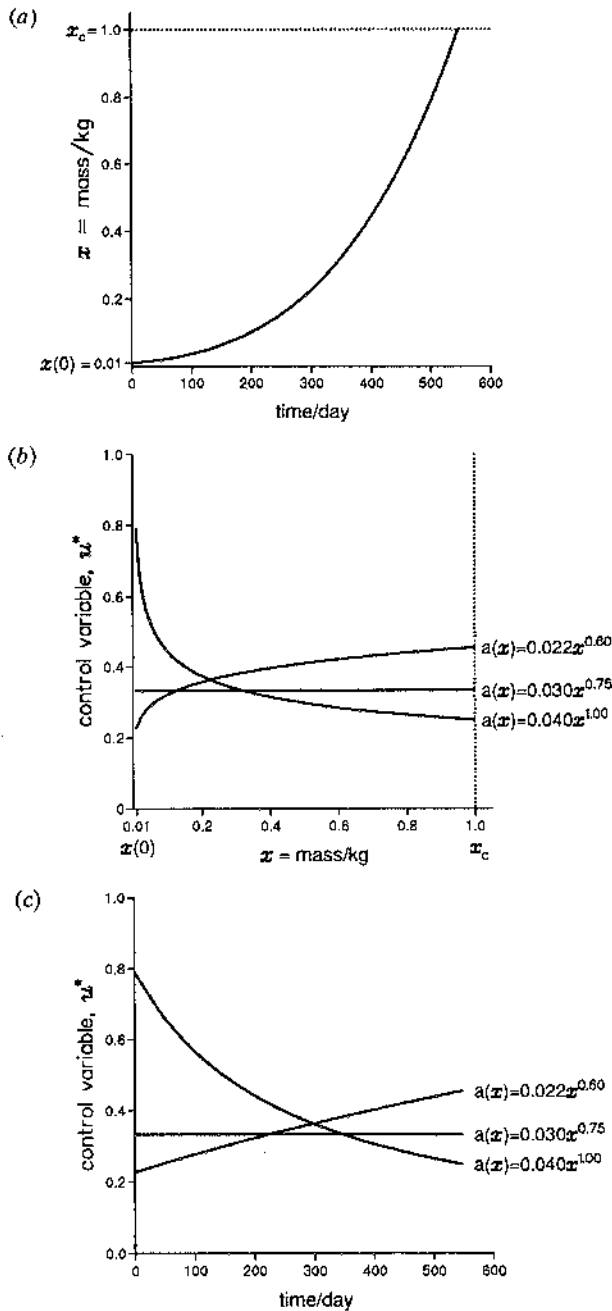 (a)
x_c = 1.0
0.8
0.6
0.4
0.2
x(0) = 0.01
x = mass/kg
0 100 200 300 400 500 600
time/day
(b)
1.0
0.8
0.6
0.4
0.2
0
control variable, u*
a(x)=0.022x^0.60
a(x)=0.030x^0.75
a(x)=0.040x^1.00
0.01 0.2 0.4 0.6 0.8 1.0
x(0) x = mass/kg x_c
(c)
1.0
0.8
0.6
0.4
0.2
0.0
control variable, u*
a(x)=0.022x^0.60
a(x)=0.030x^0.75
a(x)=0.040x^1.00
0 100 200 300 400 500 600
time/day